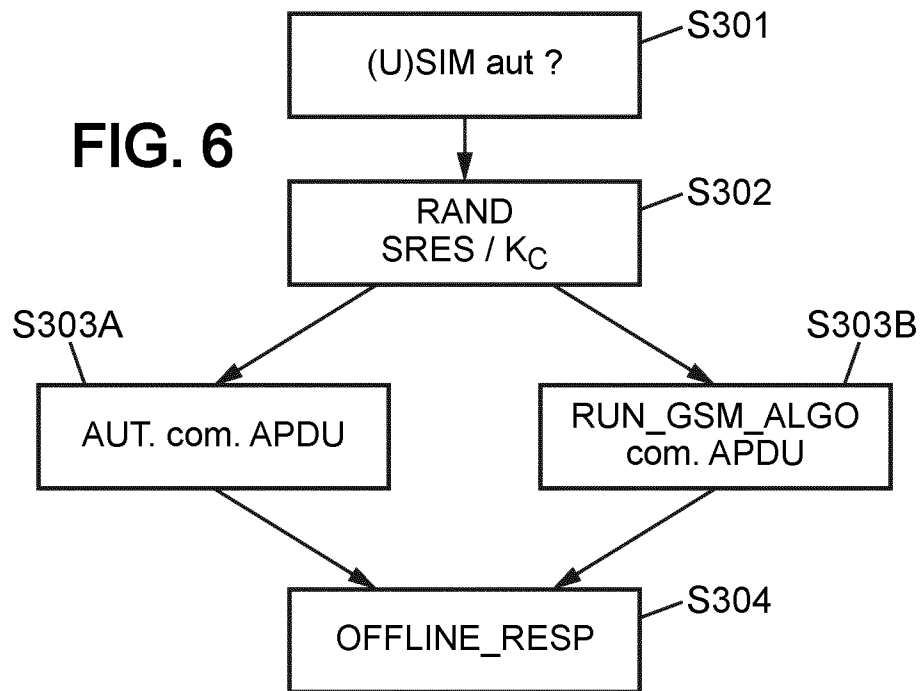 S301
(U)SIM aut ?
FIG. 6
S302
RAND
SRES / KC
S303A
S303B
AUT. com. APDU
RUN_GSM_ALGO
com. APDU
S304
OFFLINE_RESP